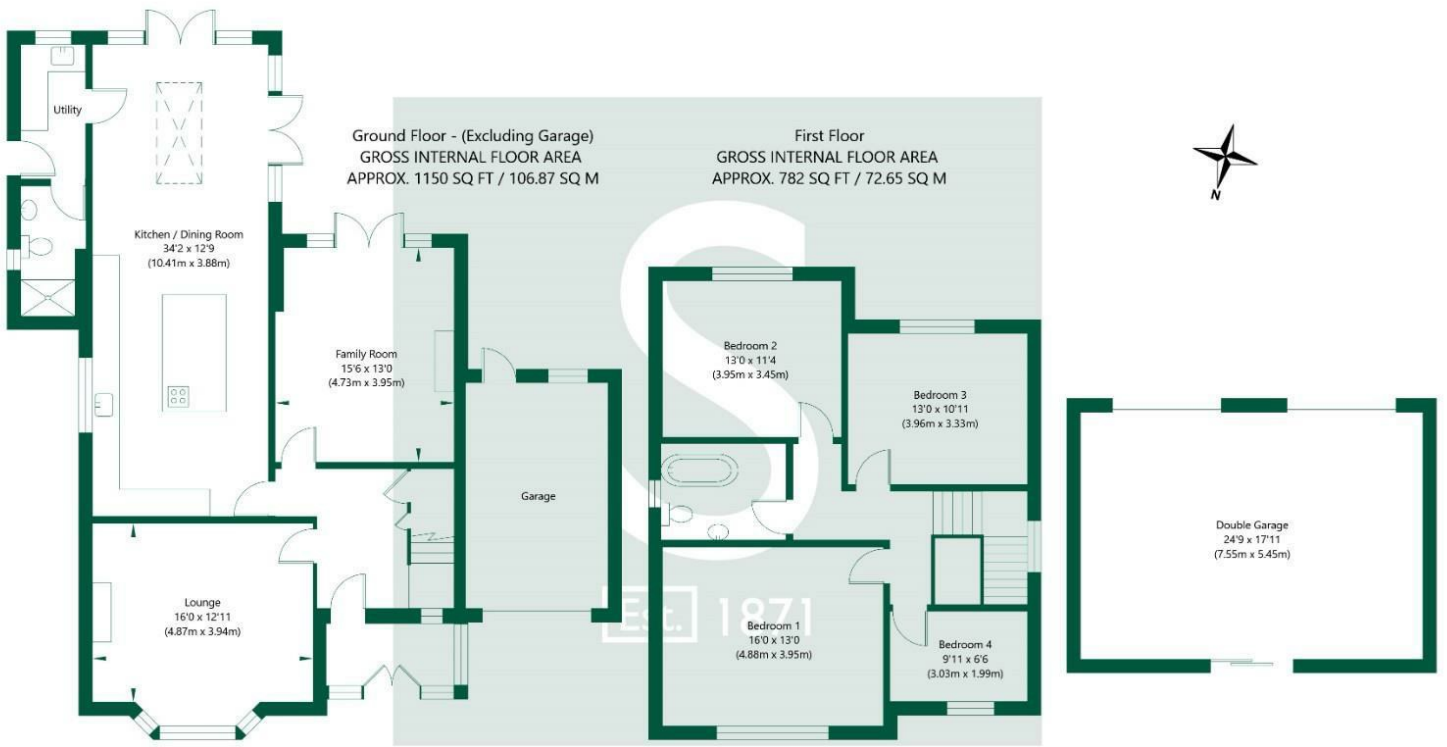 Ground Floor - (Excluding Garage)
GROSS INTERNAL FLOOR AREA
APPROX. 1150 SQ FT / 106.87 SQ M
First Floor
GROSS INTERNAL FLOOR AREA
APPROX. 782 SQ FT / 72.65 SQ M
N
Utility
Kitchen / Dining Room
34'2 x 12'9
(10.41m x 3.88m)
Family Room
15'6 x 13'0
(4.73m x 3.95m)
Garage
Lounge
16'0 x 12'11
(4.87m x 3.94m)
Bedroom 2
13'0 x 11'4
(3.95m x 3.45m)
Bedroom 3
13'0 x 10'11
(3.96m x 3.33m)
Bedroom 1
16'0 x 13'0
(4.88m x 3.95m)
Bedroom 4
9'11 x 6'6
(3.03m x 1.99m)
Double Garage
24'9 x 17'11
(7.55m x 5.45m)
S
Est. 1871